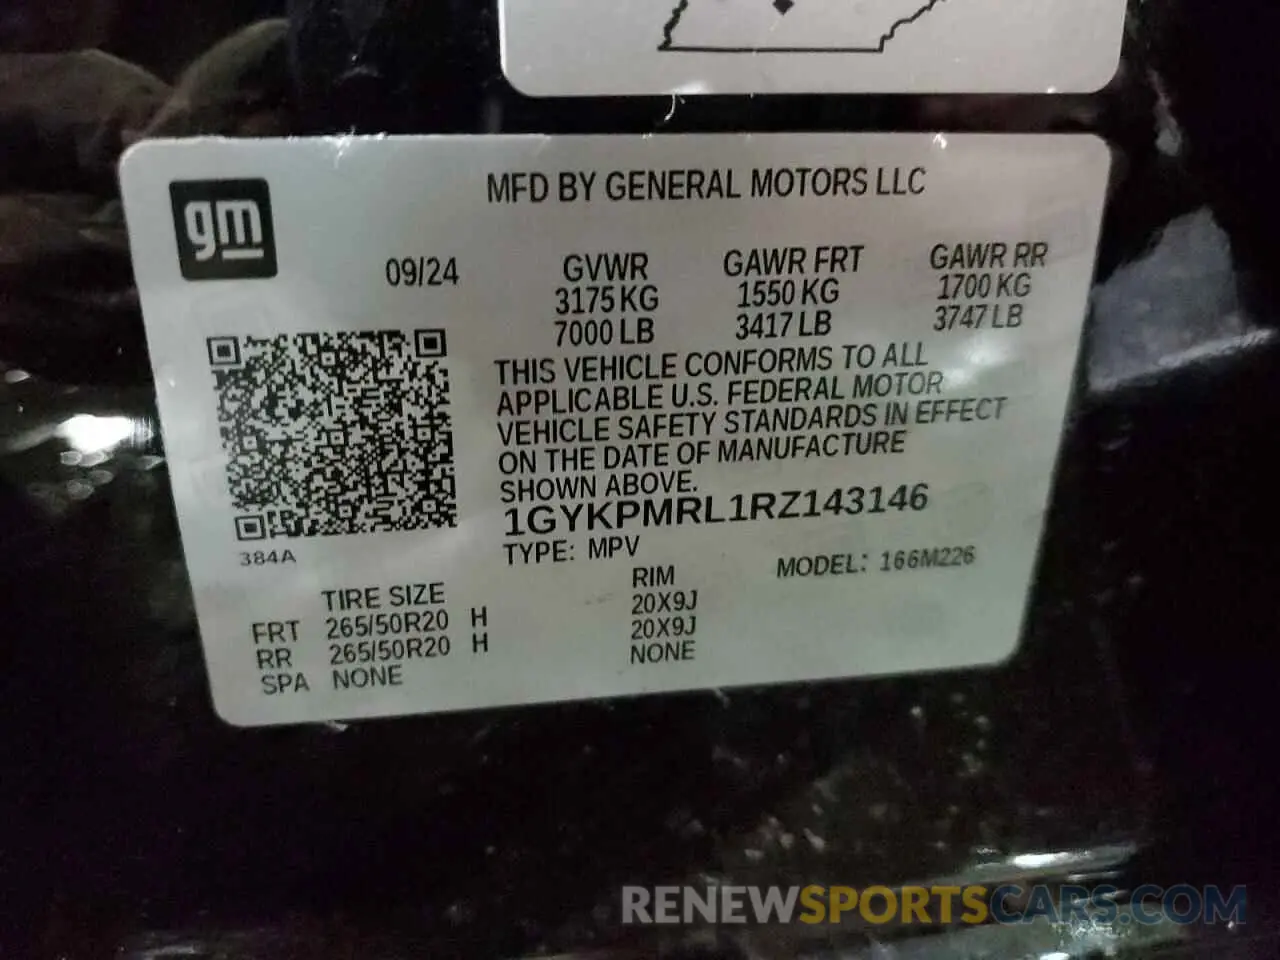 MFD BY GENERAL MOTORS LLC
gm
09/24
GVWR
3175 KG
7000 LB
GAWR FRT
1550 KG
3417 LB
GAWR RR
1700 KG
3747 LB
THIS VEHICLE CONFORMS TO ALL
APPLICABLE U.S. FEDERAL MOTOR
VEHICLE SAFETY STANDARDS IN EFFECT
ON THE DATE OF MANUFACTURE
SHOWN ABOVE.
1GYKPMRL1RZ143146
384A
TYPE: MPV
MODEL: 166M226
TIRE SIZE
RIM
FRT 265/50R20 H 20X9J
RR 265/50R20 H 20X9J
SPA NONE NONE
RENEWSPORTSCARS.COM